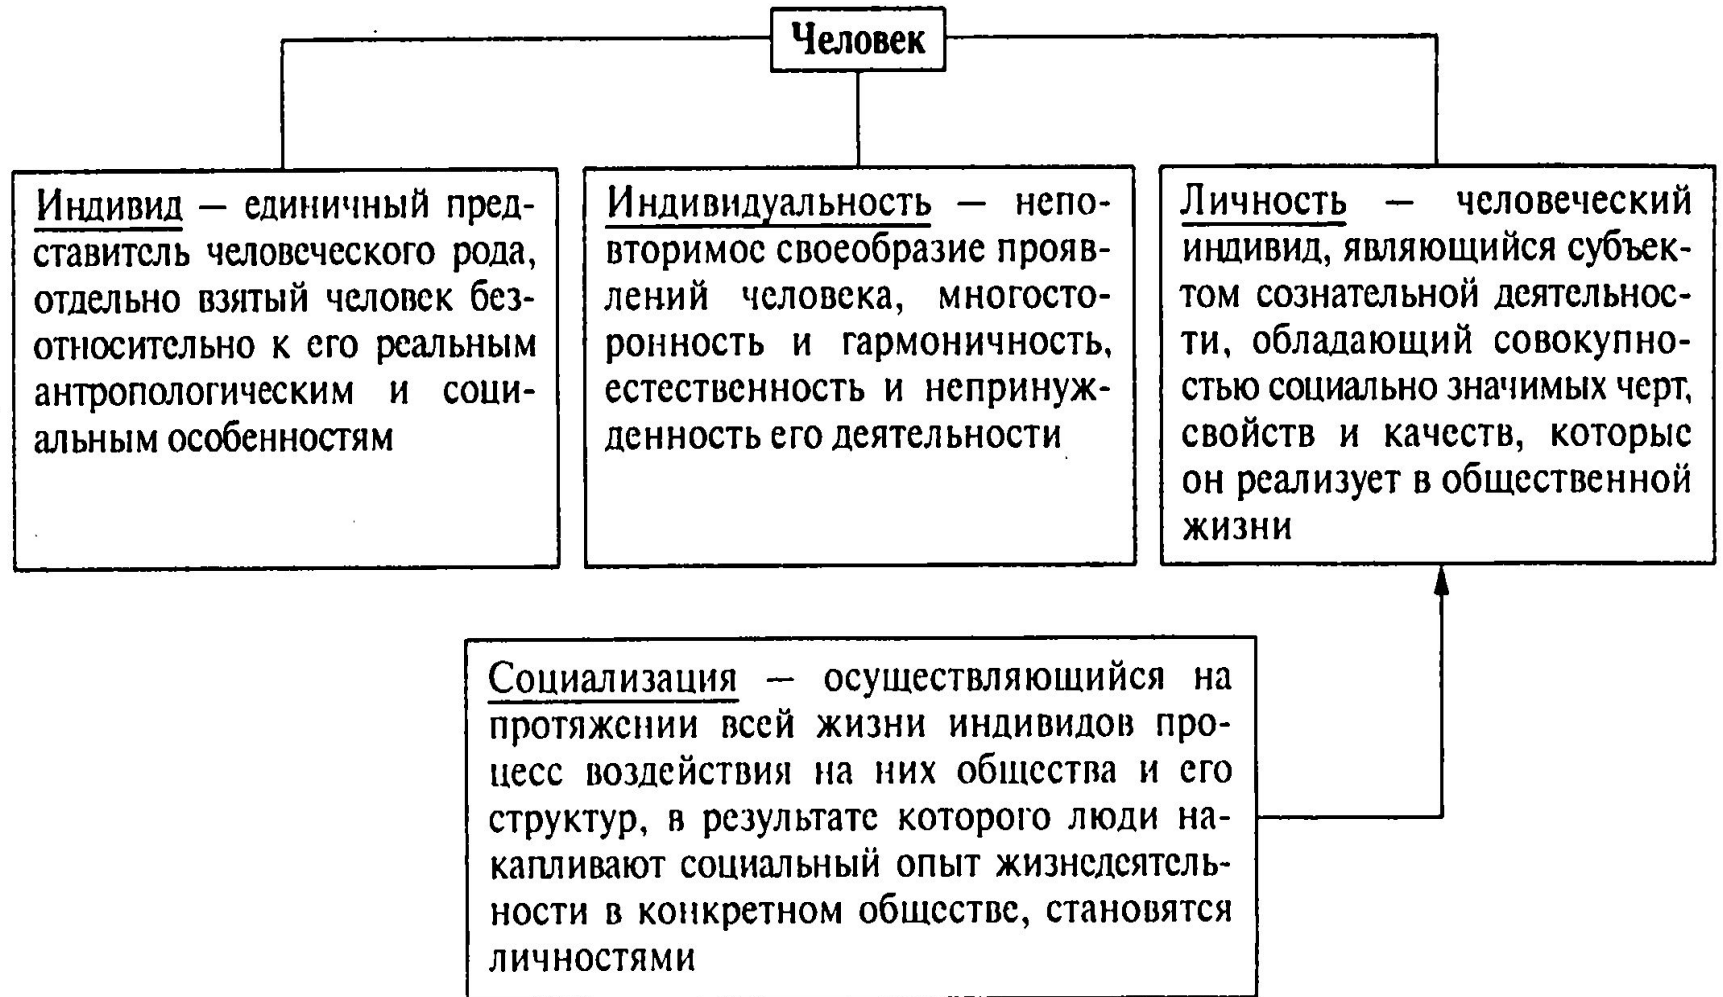 Человек
Индивид — единичный пред-
ставитель человеческого рода,
отдельно взятый человек без-
относительно к его реальным
антропологическим и соци-
альным особенностям
Индивидуальность — непо-
вторимое своеобразие прояв-
лений человека, многосто-
ронность и гармоничность,
естественность и непринуж-
денность его деятельности
Личность — человеческий
индивид, являющийся субъек-
том сознательной деятельнос-
ти, обладающий совокупно-
стью социально значимых черт,
свойств и качеств, которые
он реализует в общественной
жизни
Социализация — осуществляющийся на
протяжении всей жизни индивидов про-
цесс воздействия на них общества и его
структур, в результате которого люди на-
капливают социальный опыт жизнедеятель-
ности в конкретном обществе, становятся
личностями